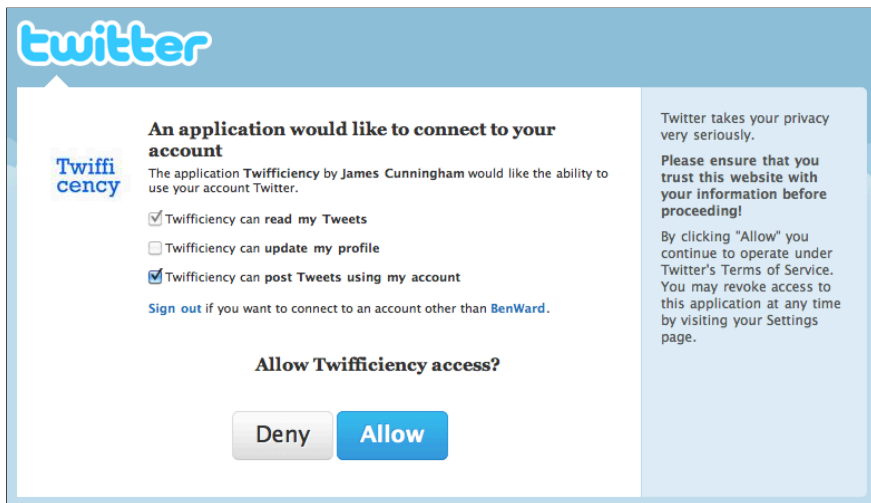 twitter
An application would like to connect to your
account
Twiffi
cency
The application Twifficiency by James Cunningham would like the ability to
use your account Twitter.
Twifficiency can read my Tweets
Twifficiency can update my profile
Twifficiency can post Tweets using my account
Sign out if you want to connect to an account other than BenWard.
Allow Twifficiency access?
Deny
Allow
Twitter takes your privacy
very seriously.
Please ensure that you
trust this website with
your information before
proceeding!
By clicking "Allow" you
continue to operate under
Twitter's Terms of Service.
You may revoke access to
this application at any time
by visiting your Settings
page.